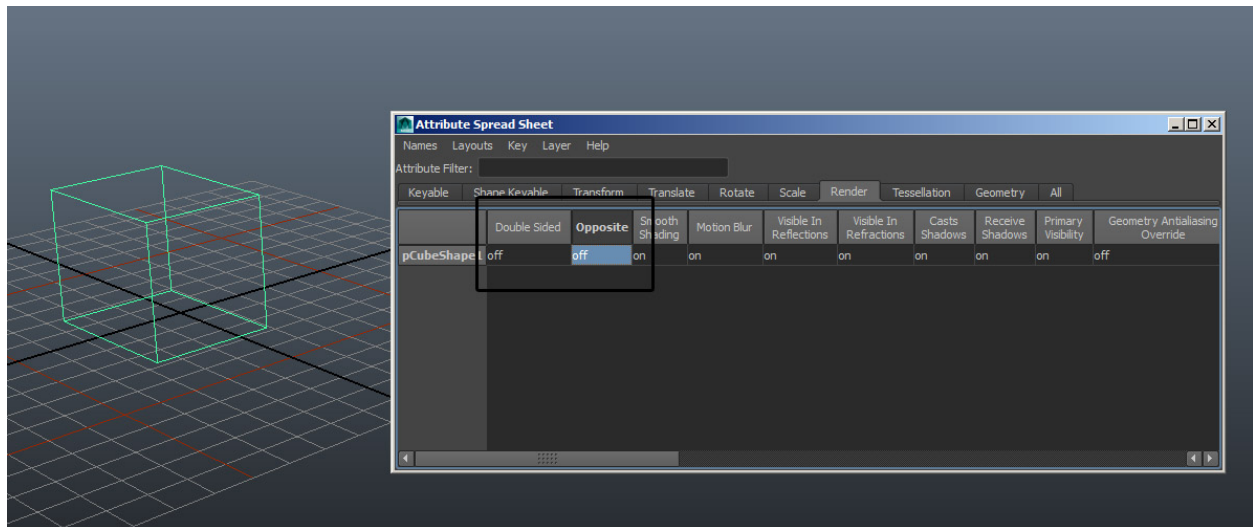 Attribute Spread Sheet
Names Layouts Key Layer Help
Attribute Filter:
Keyable Shape Keyable Transform Translate Rotate Scale Render Tessellation Geometry All
Double Sided Opposite Smooth Shading Motion Blur Visible In Reflections Visible In Refractions Casts Shadows Receive Shadows Primary Visibility Geometry Antialiasing Override
pCubeShape1 off off on on on on on on on off